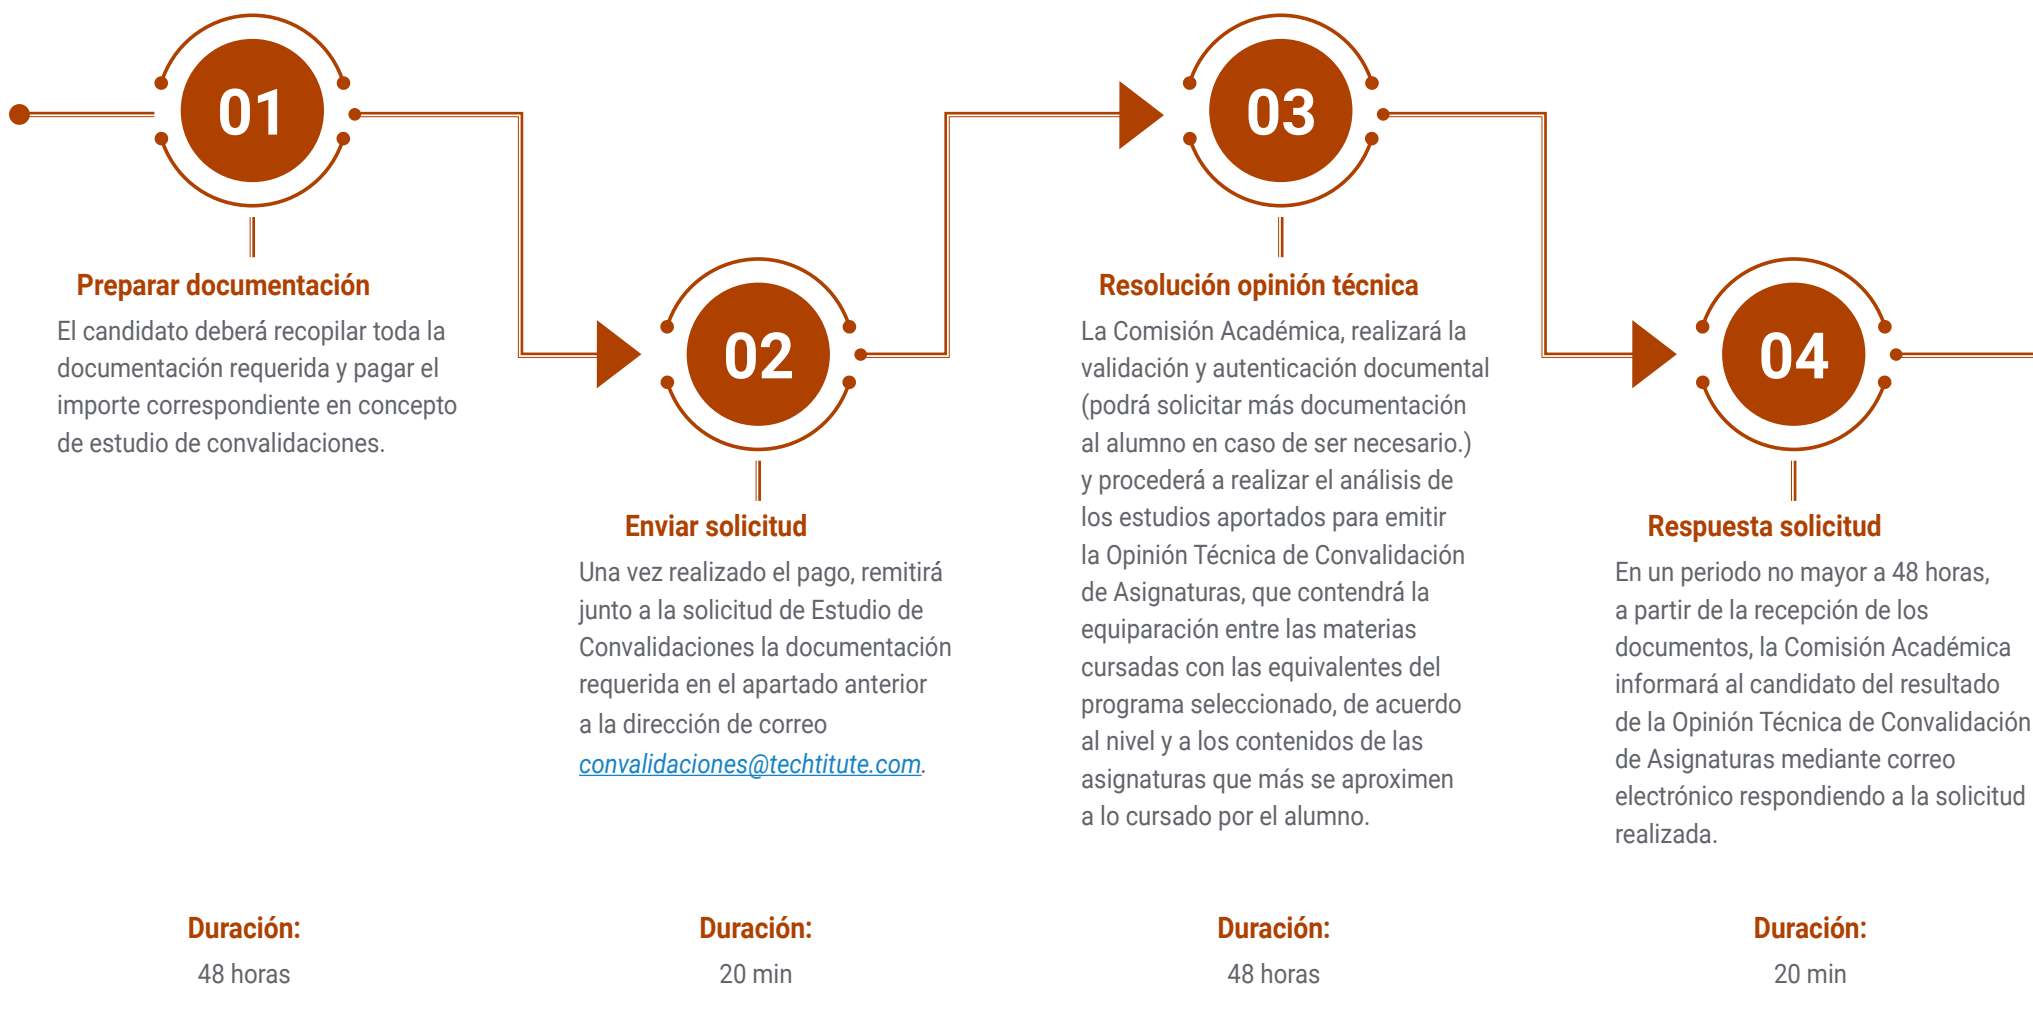 01
Preparar documentación
El candidato deberá recopilar toda la
documentación requerida y pagar el
importe correspondiente en concepto
de estudio de convalidaciones.
Duración:
48 horas
02
Enviar solicitud
Una vez realizado el pago, remitirá
junto a la solicitud de Estudio de
Convalidaciones la documentación
requerida en el apartado anterior
a la dirección de correo
convalidaciones@techtitute.com.
Duración:
20 min
03
Resolución opinión técnica
La Comisión Académica, realizará la
validación y autenticación documental
(podrá solicitar más documentación
al alumno en caso de ser necesario.)
y procederá a realizar el análisis de
los estudios aportados para emitir
la Opinión Técnica de Convalidación
de Asignaturas, que contendrá la
equiparación entre las materias
cursadas con las equivalentes del
programa seleccionado, de acuerdo
al nivel y a los contenidos de las
asignaturas que más se aproximen
a lo cursado por el alumno.
Duración:
48 horas
04
Respuesta solicitud
En un periodo no mayor a 48 horas,
a partir de la recepción de los
documentos, la Comisión Académica
informará al candidato del resultado
de la Opinión Técnica de Convalidación
de Asignaturas mediante correo
electrónico respondiendo a la solicitud
realizada.
Duración:
20 min